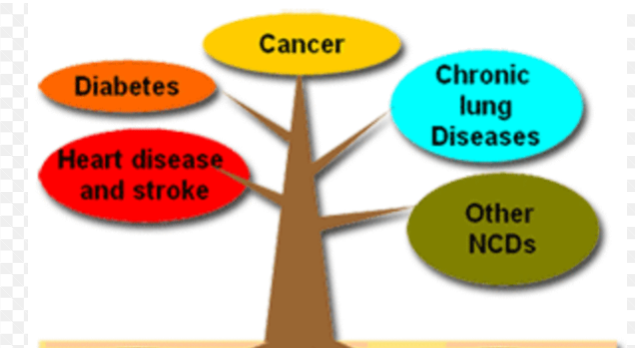 Cancer
Diabetes
Chronic
lung
Diseases
Heart disease
and stroke
Other
NCDs